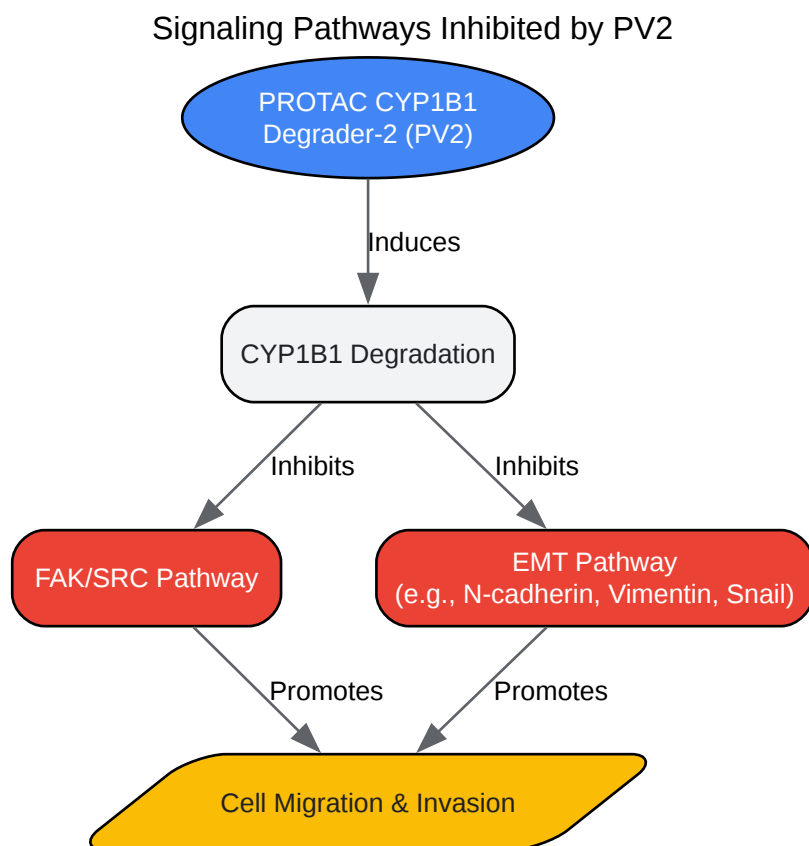 Signaling Pathways Inhibited by PV2
PROTAC CYP1B1
Degrader-2 (PV2)
Induces
CYP1B1 Degradation
Inhibits
Inhibits
FAK/SRC Pathway
EMT Pathway
(e.g., N-cadherin, Vimentin, Snail)
Promotes
Promotes
Cell Migration & Invasion